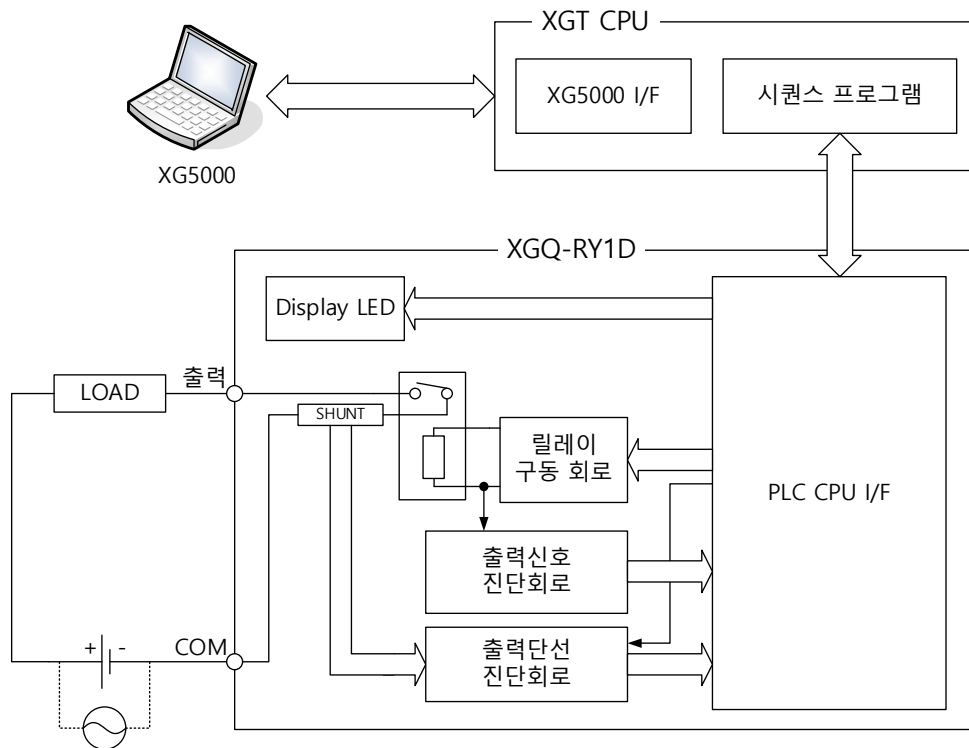 XGT CPU
XG5000 I/F
시퀀스 프로그램
XG5000
XGQ-RY1D
Display LED
출력
LOAD
SHUNT
릴레이
구동 회로
PLC CPU I/F
출력신호
진단회로
COM
+ -
출력단선
진단회로